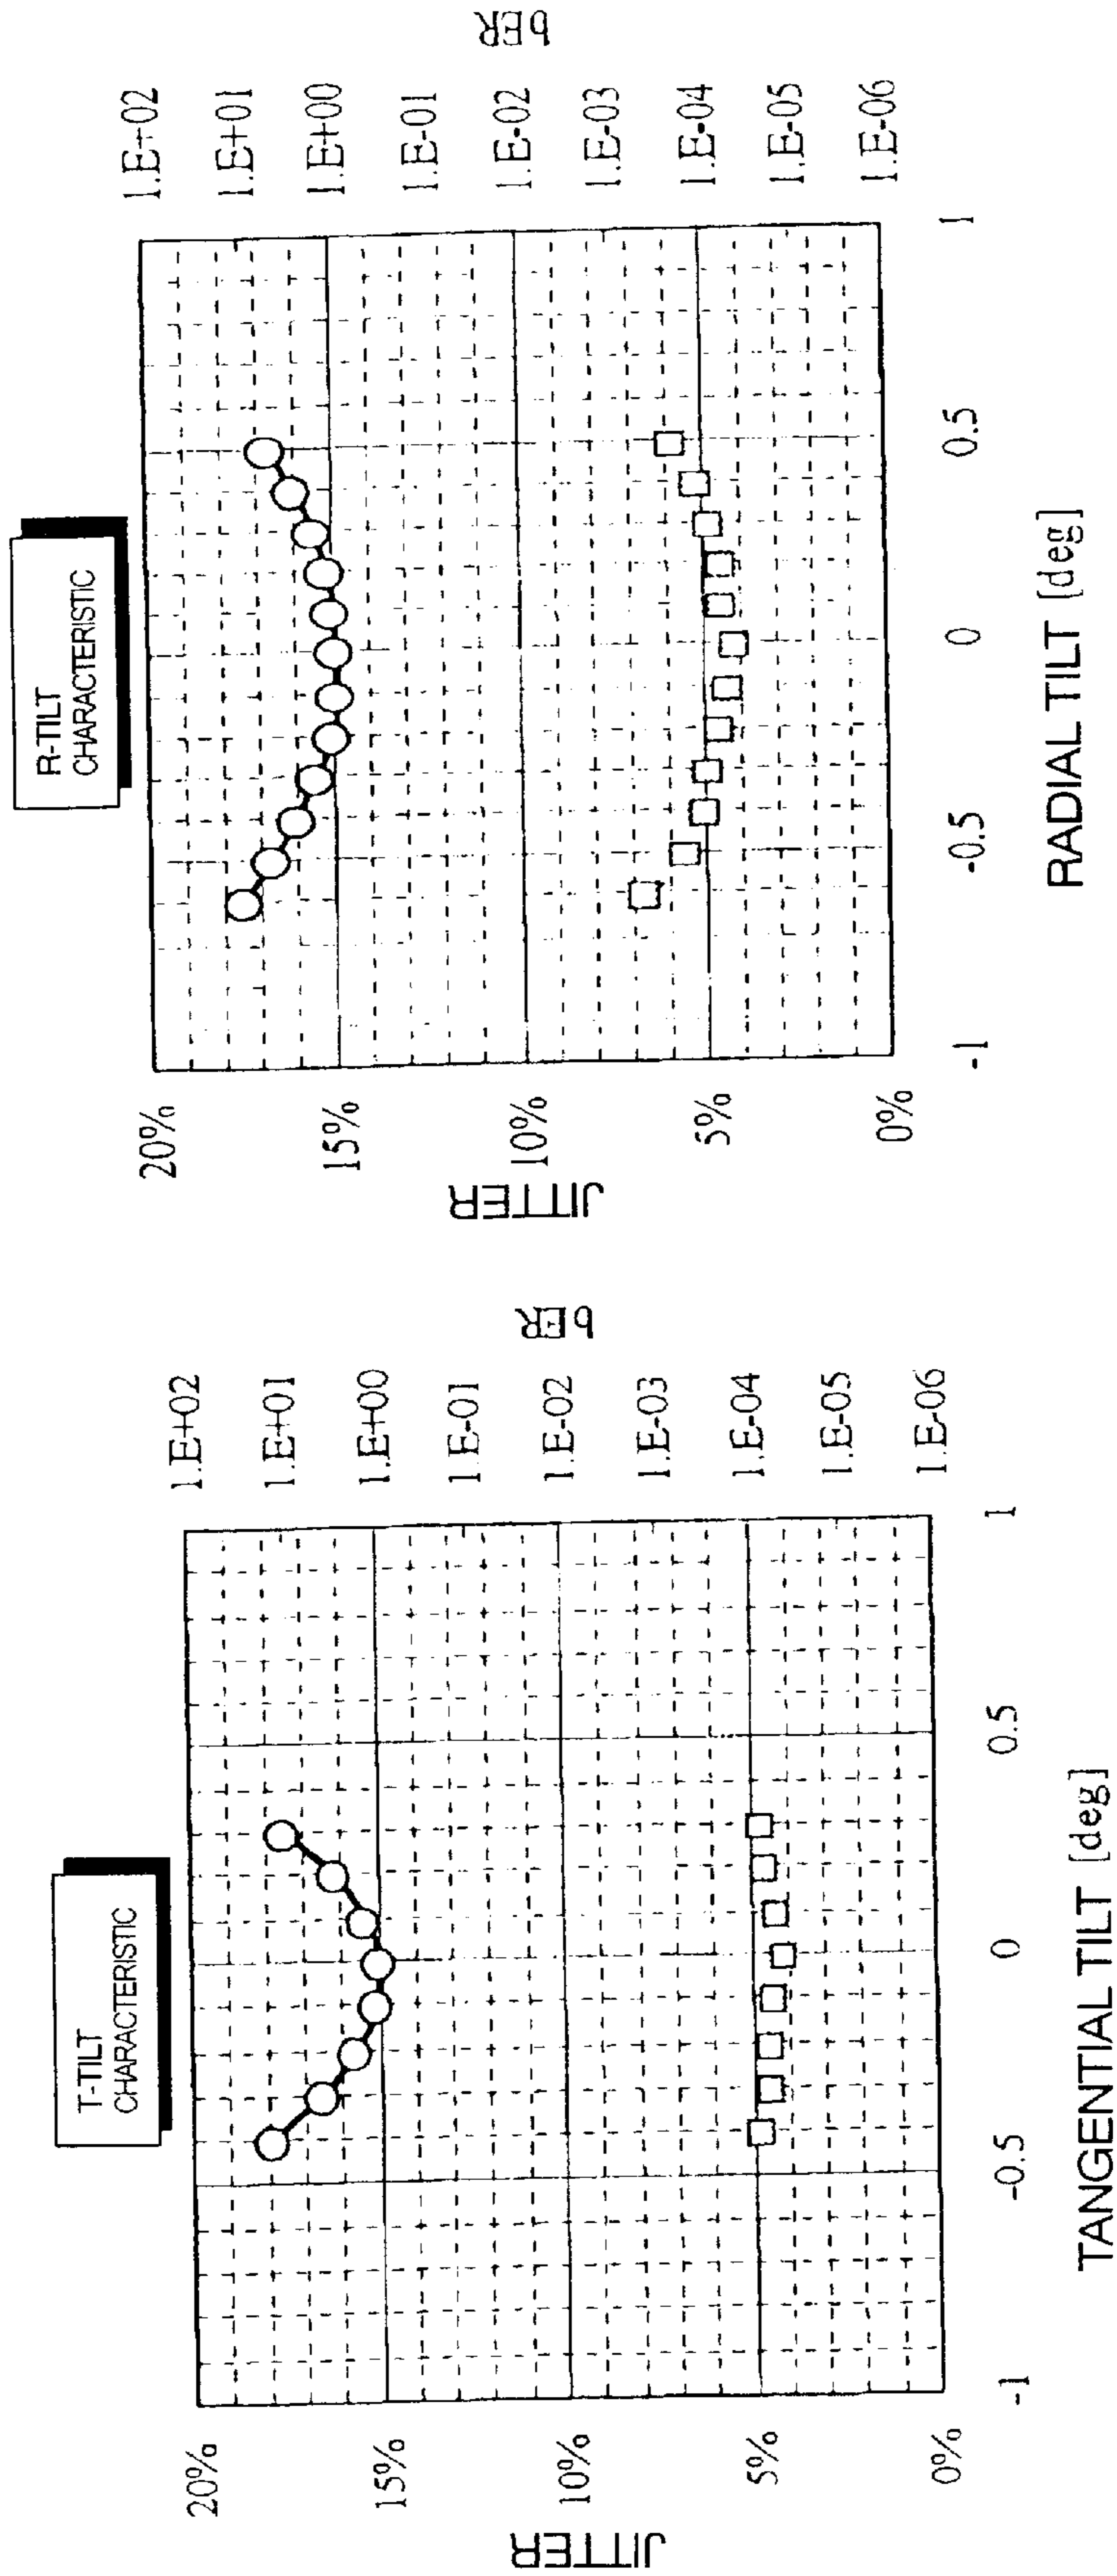 T-TILT
CHARACTERISTIC
JITTER
20%
15%
10%
5%
0%
1.E+02
1.E+01
1.E+00
1.E-01
1.E-02
1.E-03
1.E-04
1.E-05
1.E-06
bER
-1
-0.5
0
0.5
1
TANGENTIAL TILT [deg]
R-TILT
CHARACTERISTIC
JITTER
20%
15%
10%
5%
0%
1.E+02
1.E+01
1.E+00
1.E-01
1.E-02
1.E-03
1.E-04
1.E-05
1.E-06
bER
-1
-0.5
0
0.5
1
RADIAL TILT [deg]